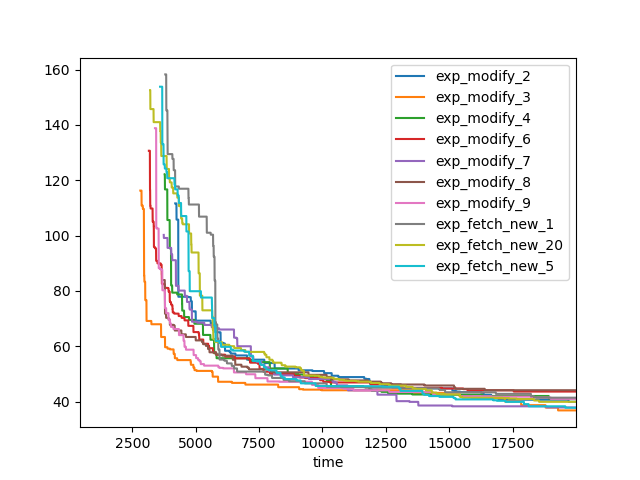 160
140
120
100
80
60
40
2500 5000 7500 10000 12500 15000 17500
time
exp_modify_2
exp_modify_3
exp_modify_4
exp_modify_6
exp_modify_7
exp_modify_8
exp_modify_9
exp_fetch_new_1
exp_fetch_new_20
exp_fetch_new_5